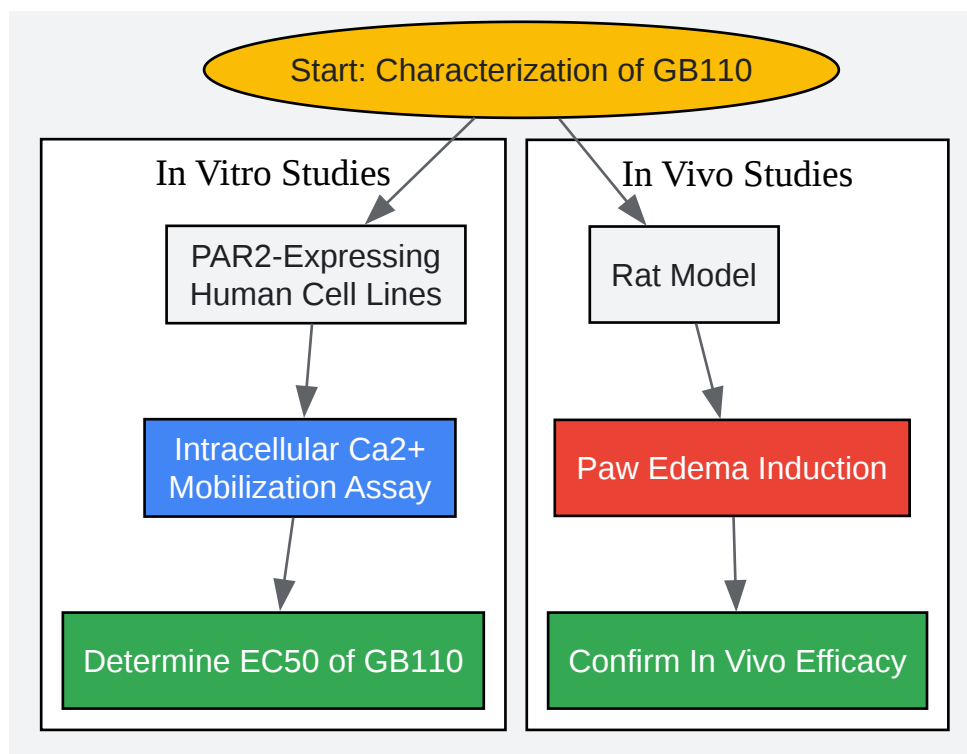 Start: Characterization of GB110
In Vitro Studies
PAR2-Expressing
Human Cell Lines
Intracellular Ca2+
Mobilization Assay
Determine EC50 of GB110
In Vivo Studies
Rat Model
Paw Edema Induction
Confirm In Vivo Efficacy